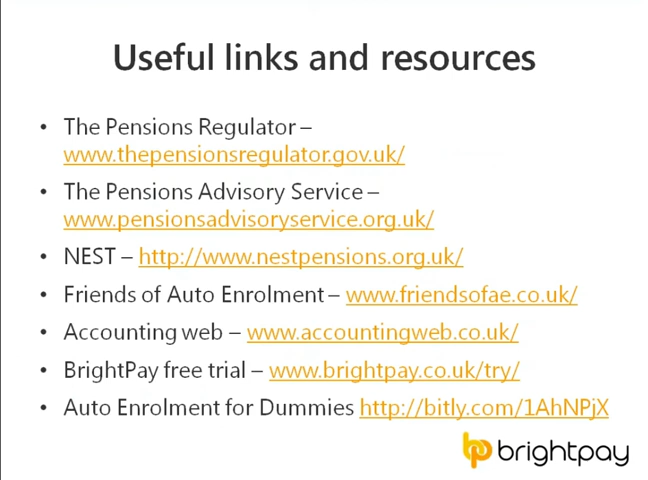 Useful links and resources
• The Pensions Regulator –
www.thepensionsregulator.gov.uk/
• The Pensions Advisory Service –
www.pensionsadvisoryservice.org.uk/
• NEST – http://www.nestpensions.org.uk/
• Friends of Auto Enrolment – www.friendsofae.co.uk/
• Accounting web – www.accountingweb.co.uk/
• BrightPay free trial – www.brightpay.co.uk/try/
• Auto Enrolment for Dummies http://bitly.com/1AhNPjX
brightpay